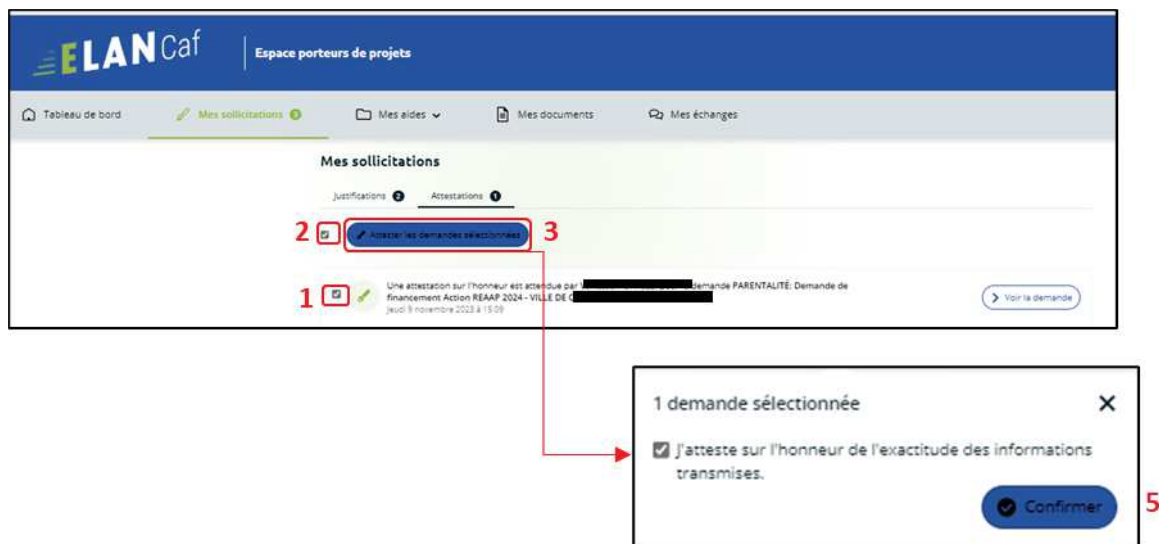 ELAN Caf
Espace porteurs de projets
Tableau de bord
Mes sollicitations 3
Mes aides
Mes documents
Mes échanges
Mes sollicitations
Justifications 2
Attestations 1
2
Attester les demandes sélectionnées
3
1
Une attestation sur l'honneur est attendue par demande PARENTALITÉ: Demande de
financement Action REAAP 2024 - VILLE DE
jeudi 9 novembre 2023 à 15:09
Voir la demande
1 demande sélectionnée
J'atteste sur l'honneur de l'exactitude des informations
transmises.
Confirmer
5